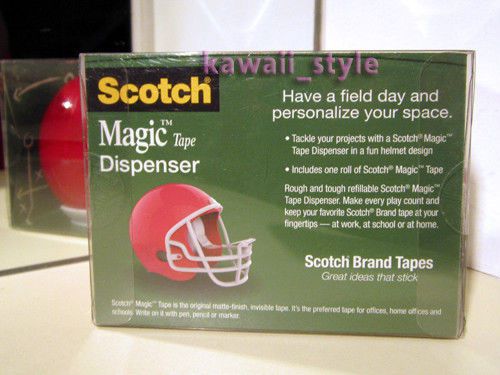 kawaii_style
Scotch®
Magic™ Tape
Dispenser
Have a field day and
personalize your space.
• Tackle your projects with a Scotch® Magic™
Tape Dispenser in a fun helmet design
• Includes one roll of Scotch® Magic™ Tape
Rough and tough refillable Scotch® Magic™
Tape Dispenser. Make every play count and
keep your favorite Scotch® Brand tape at your
fingertips — at work, at school or at home.
Scotch® Brand Tapes
Great ideas that stick
Scotch® Magic™ Tape is the original matte-finish, invisible tape. It's the preferred tape for offices, home offices and
schools. Write on it with pen, pencil or marker.